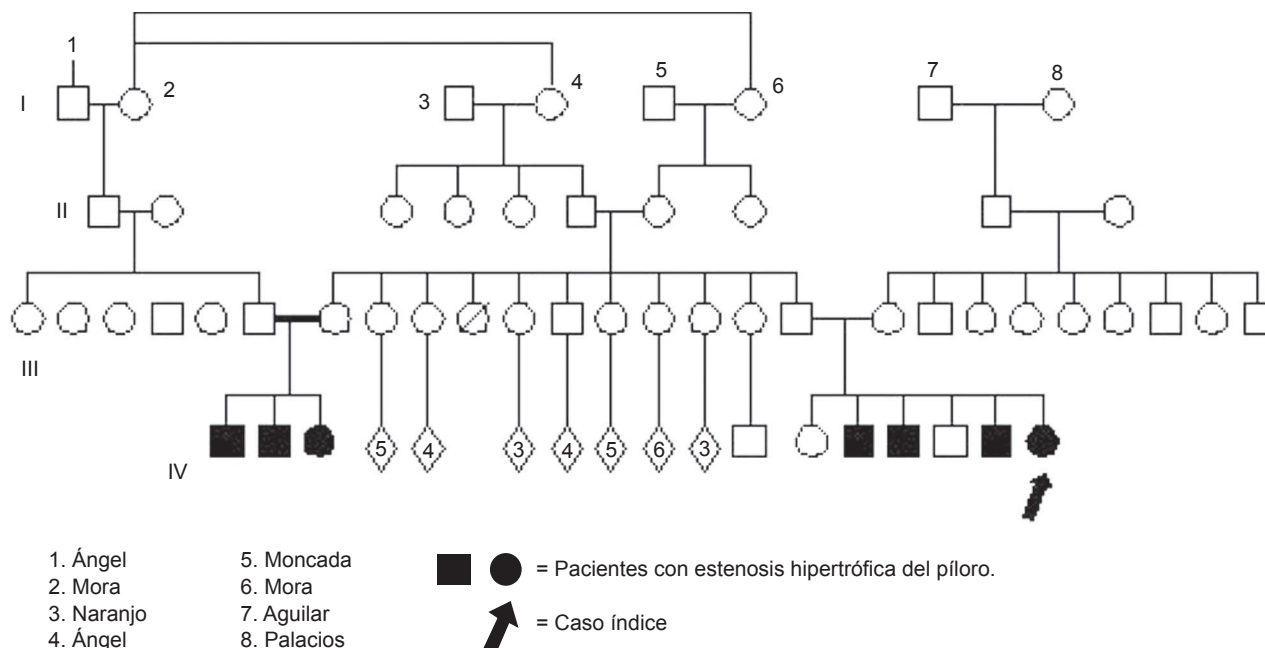 1
2
3
4
5
6
7
8
I
II
III
5
4
3
4
5
6
3
IV
1. Ángel
2. Mora
3. Naranjo
4. Ángel
5. Moncada
6. Mora
7. Aguilar
8. Palacios
= Pacientes con estenosis hipertrófica del píloro.
= Caso índice